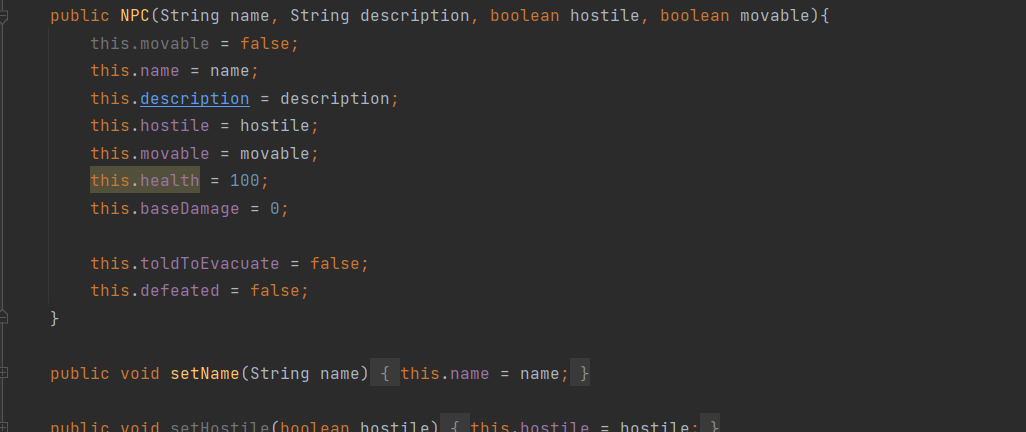 public NPC(String name, String description, boolean hostile, boolean movable){
this.movable = false;
this.name = name;
this.description = description;
this.hostile = hostile;
this.movable = movable;
this.health = 100;
this.baseDamage = 0;
this.toldToEvacuate = false;
this.defeated = false;
}
public void setName(String name) { this.name = name; }
public void setHostile(boolean hostile) { this.hostile = hostile; }